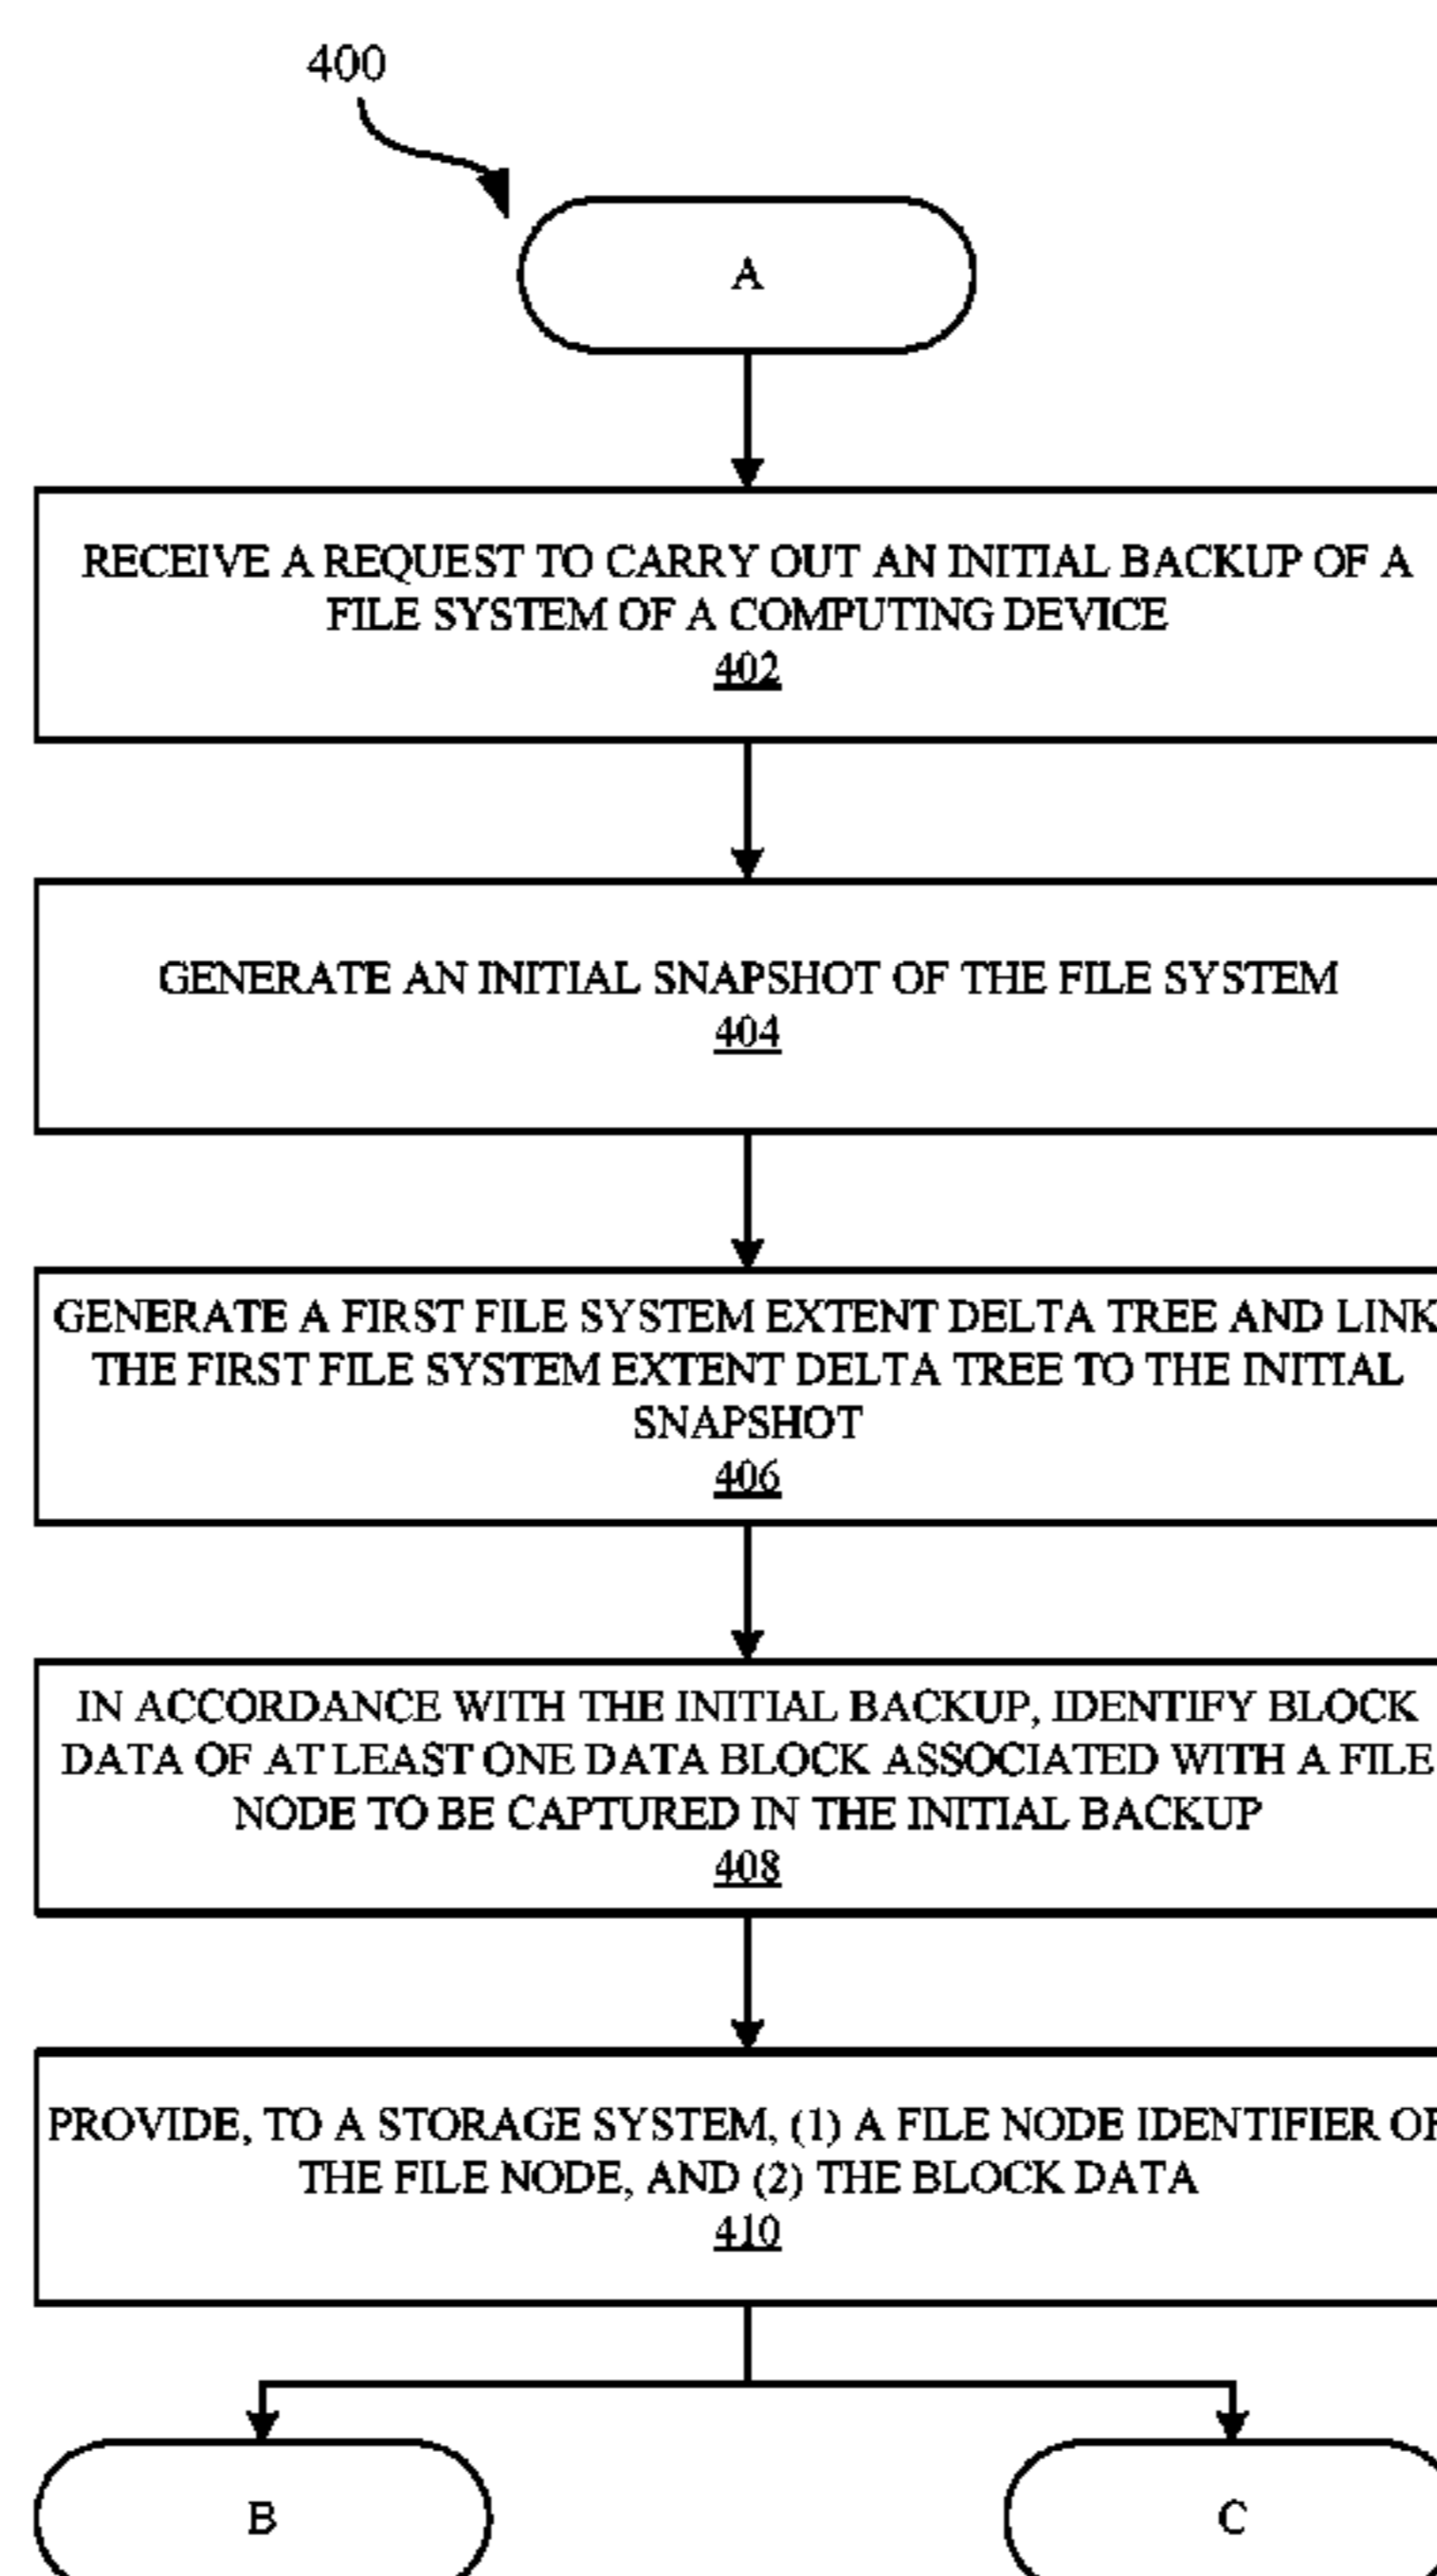 400
A
RECEIVE A REQUEST TO CARRY OUT AN INITIAL BACKUP OF A
FILE SYSTEM OF A COMPUTING DEVICE
402
GENERATE AN INITIAL SNAPSHOT OF THE FILE SYSTEM
404
GENERATE A FIRST FILE SYSTEM EXTENT DELTA TREE AND LINK
THE FIRST FILE SYSTEM EXTENT DELTA TREE TO THE INITIAL
SNAPSHOT
406
IN ACCORDANCE WITH THE INITIAL BACKUP, IDENTIFY BLOCK
DATA OF AT LEAST ONE DATA BLOCK ASSOCIATED WITH A FILE
NODE TO BE CAPTURED IN THE INITIAL BACKUP
408
PROVIDE, TO A STORAGE SYSTEM, (1) A FILE NODE IDENTIFIER OF
THE FILE NODE, AND (2) THE BLOCK DATA
410
B
C